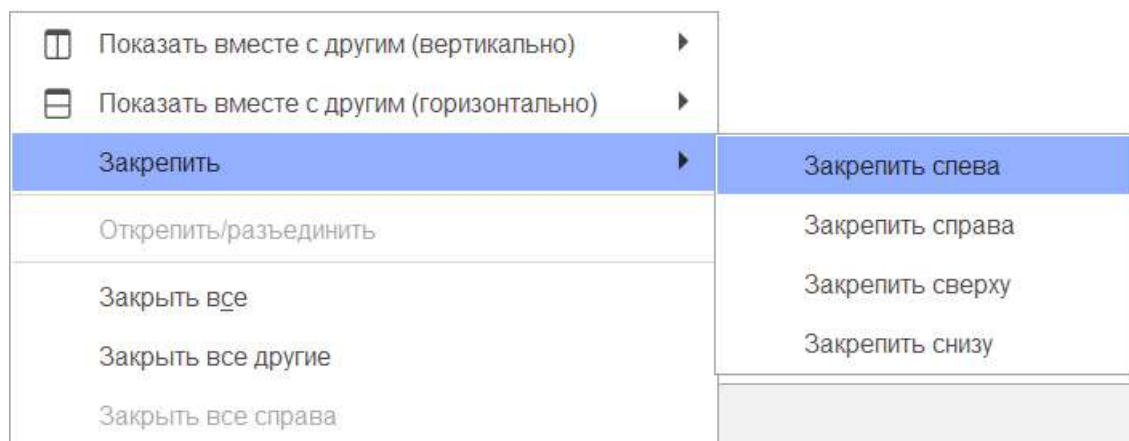 Показать вместе с другим (вертикально)
Показать вместе с другим (горизонтально)
Закрепить
Открепить/разъединить
Закрыть все
Закрыть все другие
Закрыть все справа
Закрепить слева
Закрепить справа
Закрепить сверху
Закрепить снизу